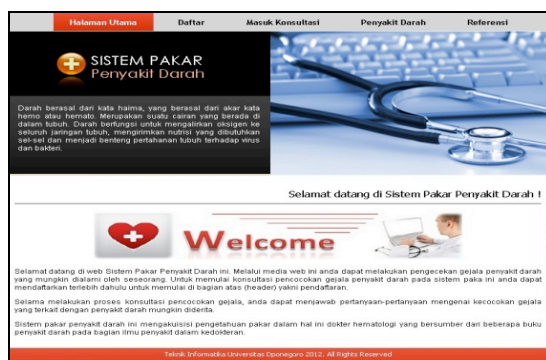 Halaman Utama Daftar Masuk Konsultasi Penyakit Darah Referensi
SISTEM PAKAR
Penyakit Darah
Darah berasal dari kata haima, yang berasal dari akar kata
hemo atau hemato. Merupakan suatu cairan yang berada di
dalam tubuh. Darah berfungsi untuk mengalirkan oksigen ke
seluruh jaringan tubuh, mengirimkan nutrisi yang dibutuhkan
sel-sel dan menjadi benteng pertahanan tubuh terhadap virus
dan bakteri.
Selamat datang di Sistem Pakar Penyakit Darah !
Welcome
Selamat datang di web Sistem Pakar Penyakit Darah ini. Melalui media web ini anda dapat melakukan pengecekan gejala penyakit darah
yang mungkin dialami oleh seseorang. Untuk memulai konsultasi pencocokan gejala penyakit darah pada sistem paka ini anda dapat
mendaftarkan terlebih dahulu untuk memulai di bagian atas (header) yakni pendaftaran.
Selama melakukan proses konsultasi pencocokan gejala, anda dapat menjawab pertanyaan-pertanyaan mengenai kecocokan gejala
yang terkait dengan penyakit darah mungkin diderita.
Sistem pakar penyakit darah ini mengakuisisi pengetahuan pakar dalam hal ini dokter hematologi yang bersumber dari beberapa buku
penyakit darah pada bagian ilmu penyakit dalam kedokteran.
Teknik Informatika Universitas Diponegoro 2012. All Rights Reserved